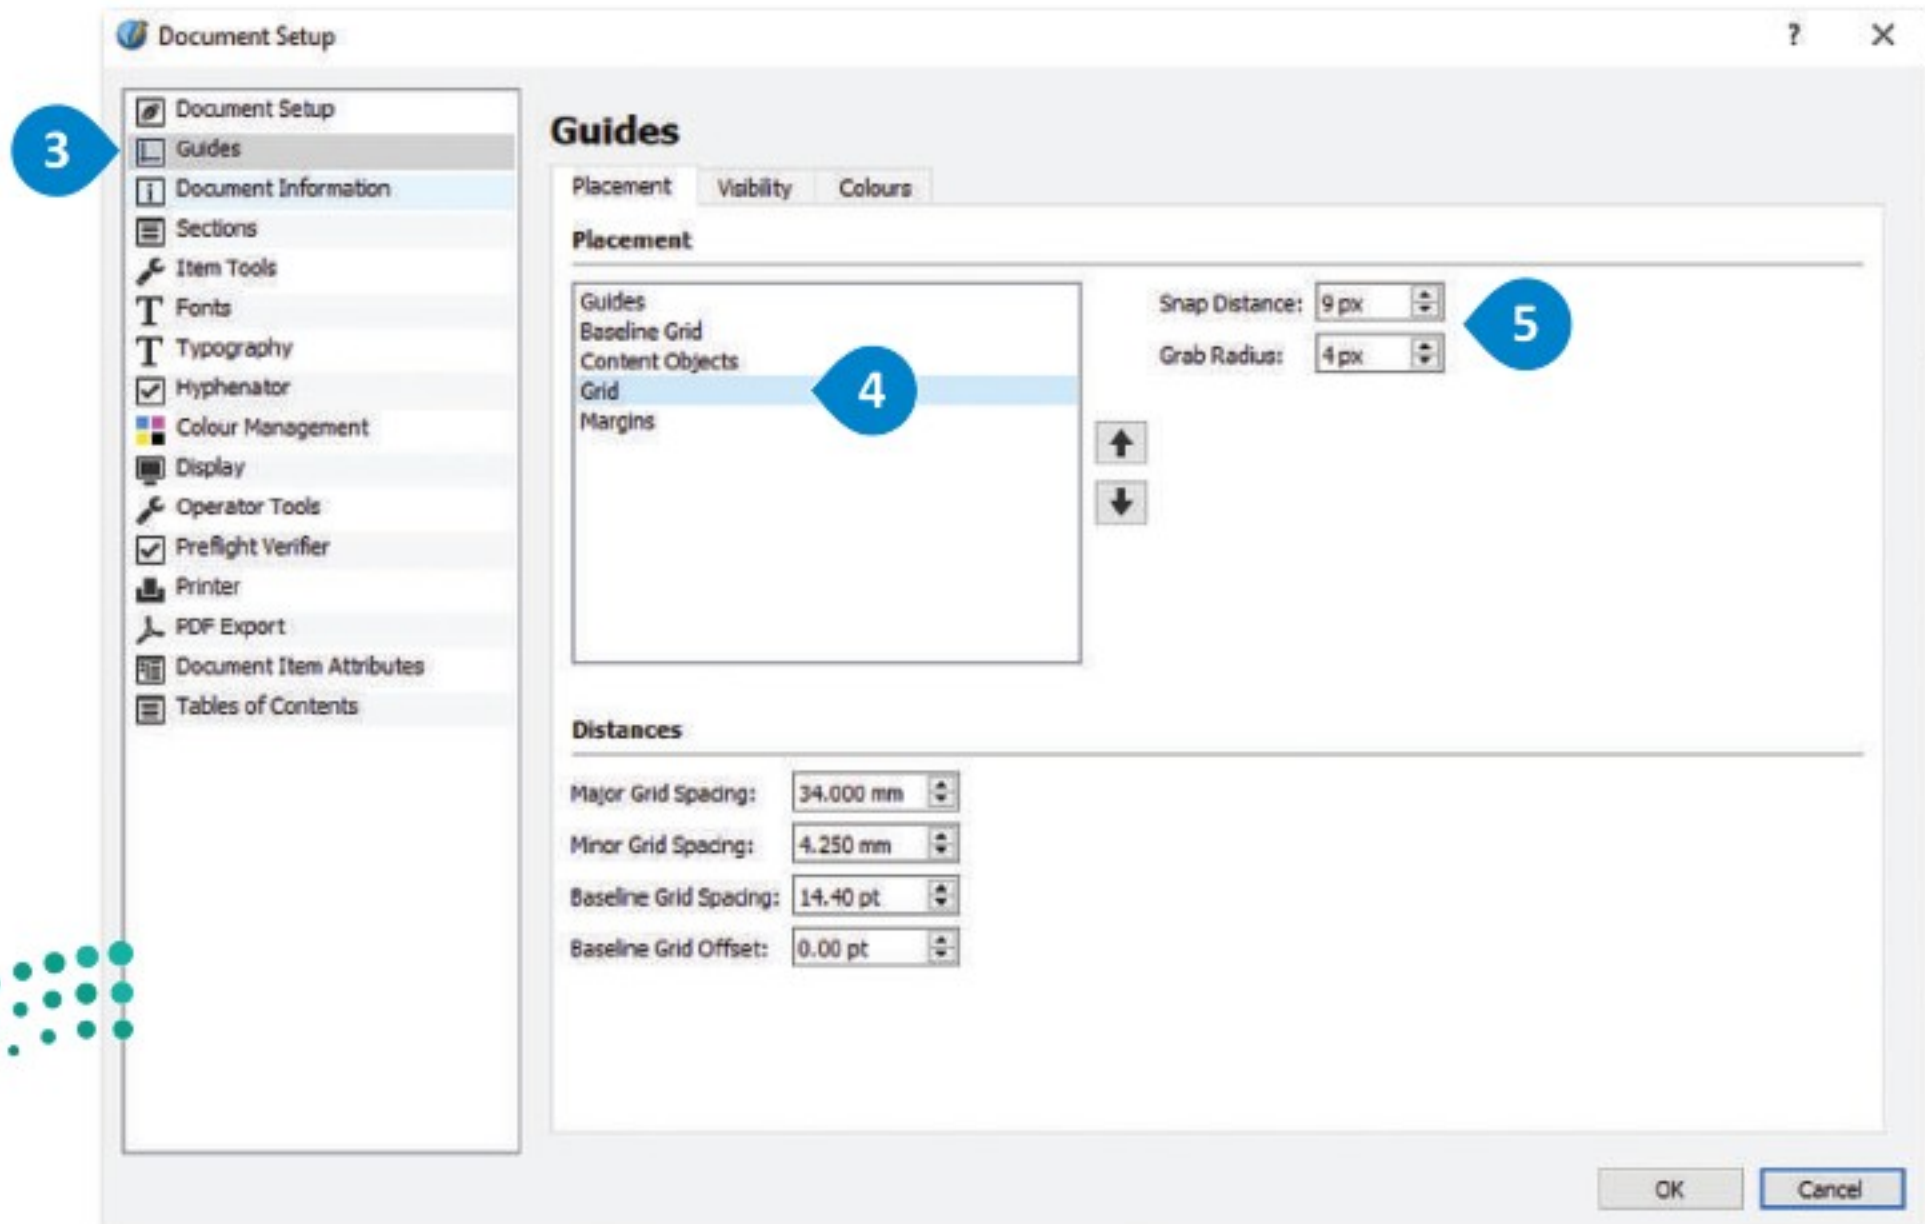 Document Setup
?
3
Document Setup
Guides
Document Information
Sections
Item Tools
Fonts
Typography
Hyphenator
Colour Management
Display
Operator Tools
Preflight Verifier
Printer
PDF Export
Document Item Attributes
Tables of Contents
Guides
Placement Visibility Colours
Placement
Guides
Baseline Grid
Content Objects
Grid
Margins
4
Snap Distance: 9 px
Grab Radius: 4 px
5
Distances
Major Grid Spacing: 34.000 mm
Minor Grid Spacing: 4.250 mm
Baseline Grid Spacing: 14.40 pt
Baseline Grid Offset: 0.00 pt
OK Cancel